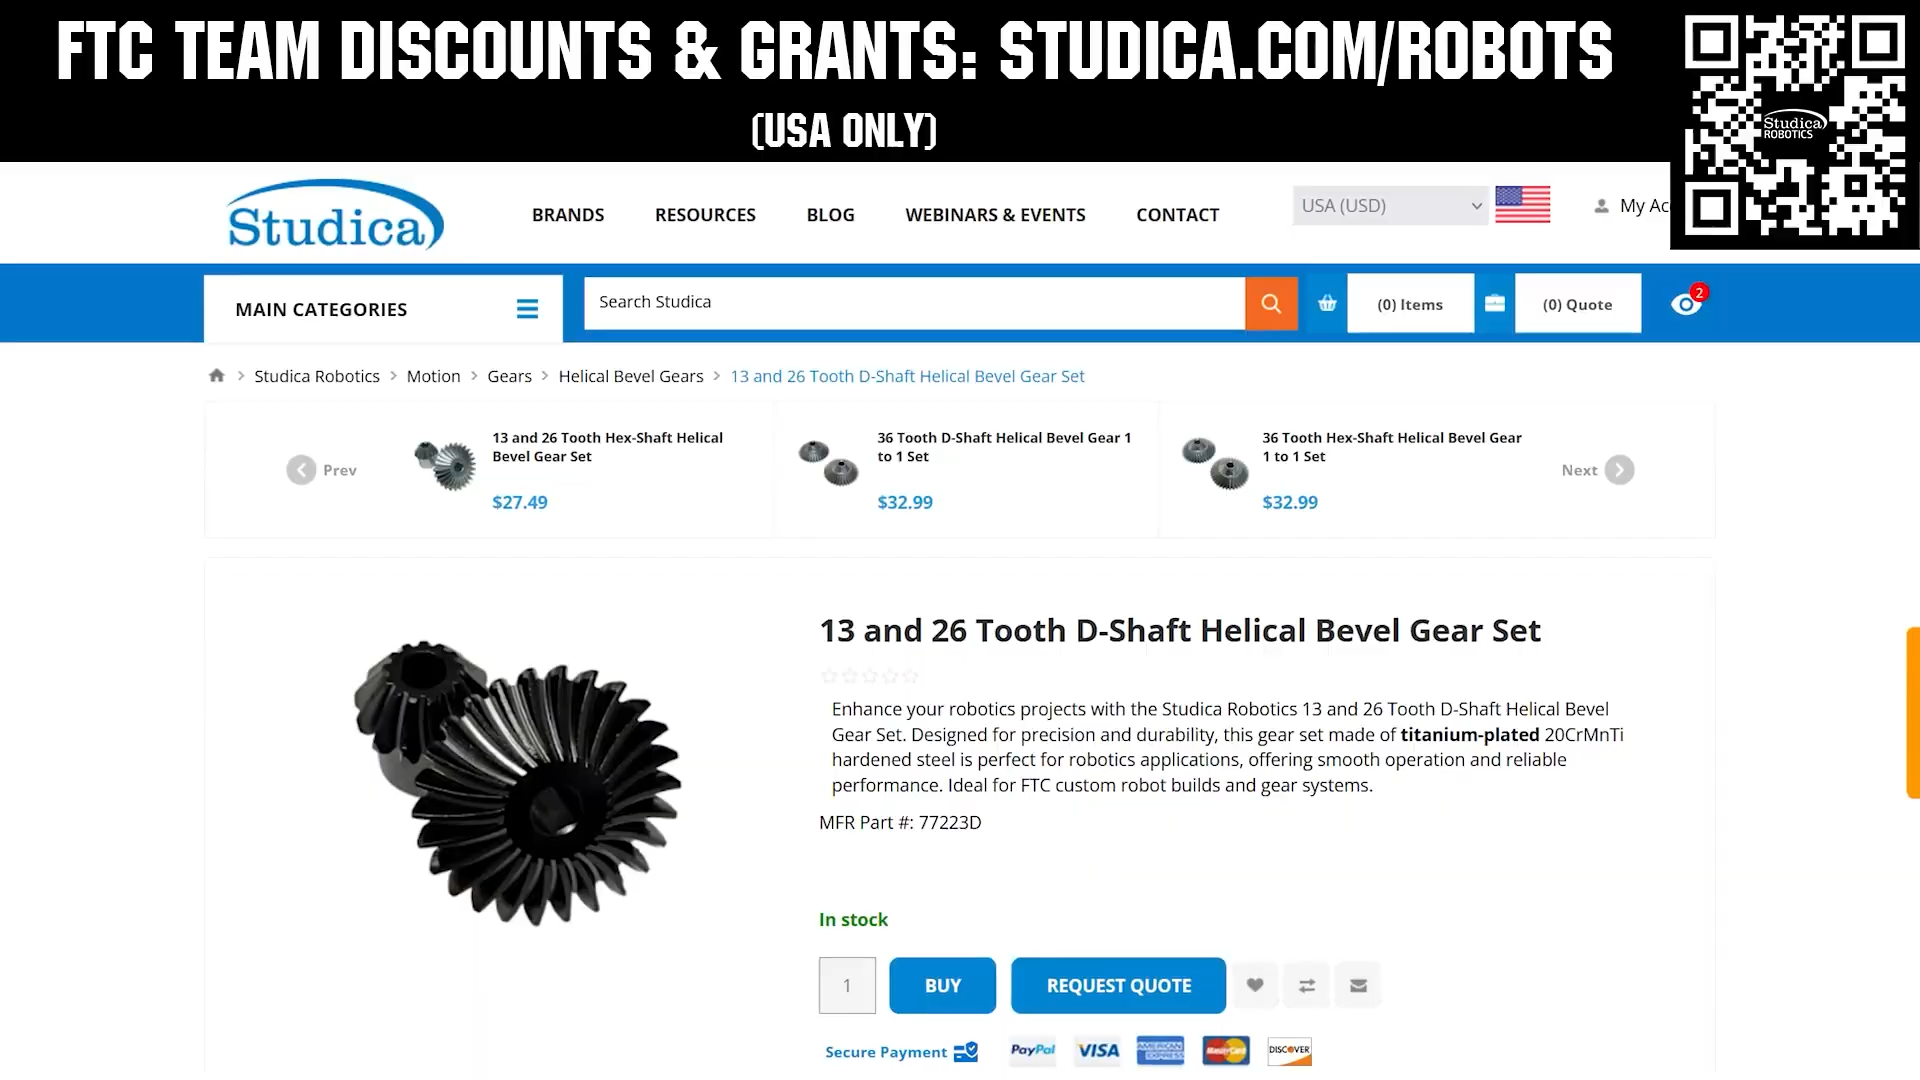 FTC TEAM DISCOUNTS & GRANTS: STUDICA.COM/ROBOTS
(USA ONLY)
Studica
ROBOTICS
Studica
BRANDS
RESOURCES
BLOG
WEBINARS & EVENTS
CONTACT
USA (USD)
My Ac
MAIN CATEGORIES
Search Studica
(0) Items
(0) Quote
2
Studica Robotics > Motion > Gears > Helical Bevel Gears > 13 and 26 Tooth D-Shaft Helical Bevel Gear Set
Prev
13 and 26 Tooth Hex-Shaft Helical
Bevel Gear Set
$27.49
36 Tooth D-Shaft Helical Bevel Gear 1
to 1 Set
$32.99
36 Tooth Hex-Shaft Helical Bevel Gear
1 to 1 Set
$32.99
Next
13 and 26 Tooth D-Shaft Helical Bevel Gear Set
Enhance your robotics projects with the Studica Robotics 13 and 26 Tooth D-Shaft Helical Bevel
Gear Set. Designed for precision and durability, this gear set made of titanium-plated 20CrMnTi
hardened steel is perfect for robotics applications, offering smooth operation and reliable
performance. Ideal for FTC custom robot builds and gear systems.
MFR Part #: 77223D
In stock
1
BUY
REQUEST QUOTE
Secure Payment
PayPal
VISA
AMERICAN EXPRESS
MasterCard
DISCOVER